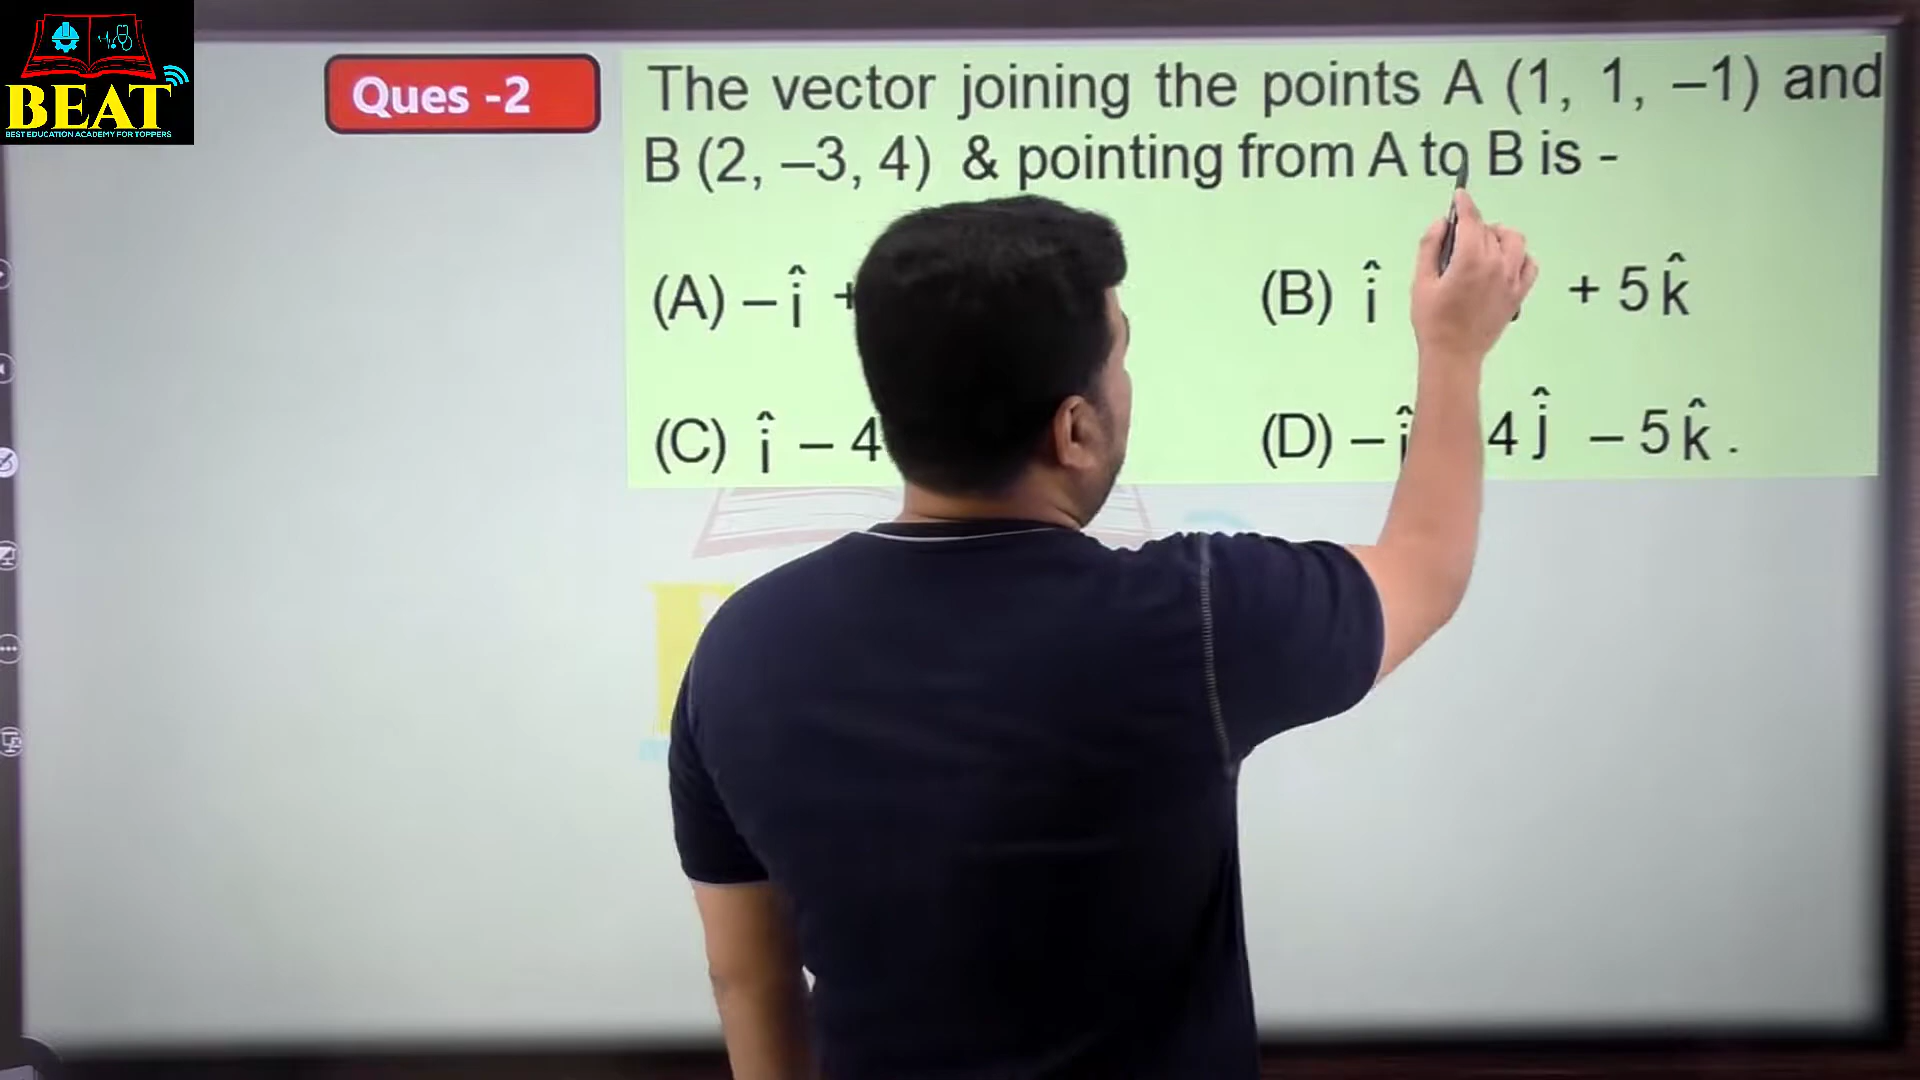 BEAT
BEST EDUCATION ACADEMY FOR TOPPERS
Ques -2
The vector joining the points A (1, 1, –1) and
B (2, –3, 4) & pointing from A to B is -
(A) – î +
(B) î + 5 k̂
(C) î – 4
(D) – î 4 ĵ – 5 k̂ .